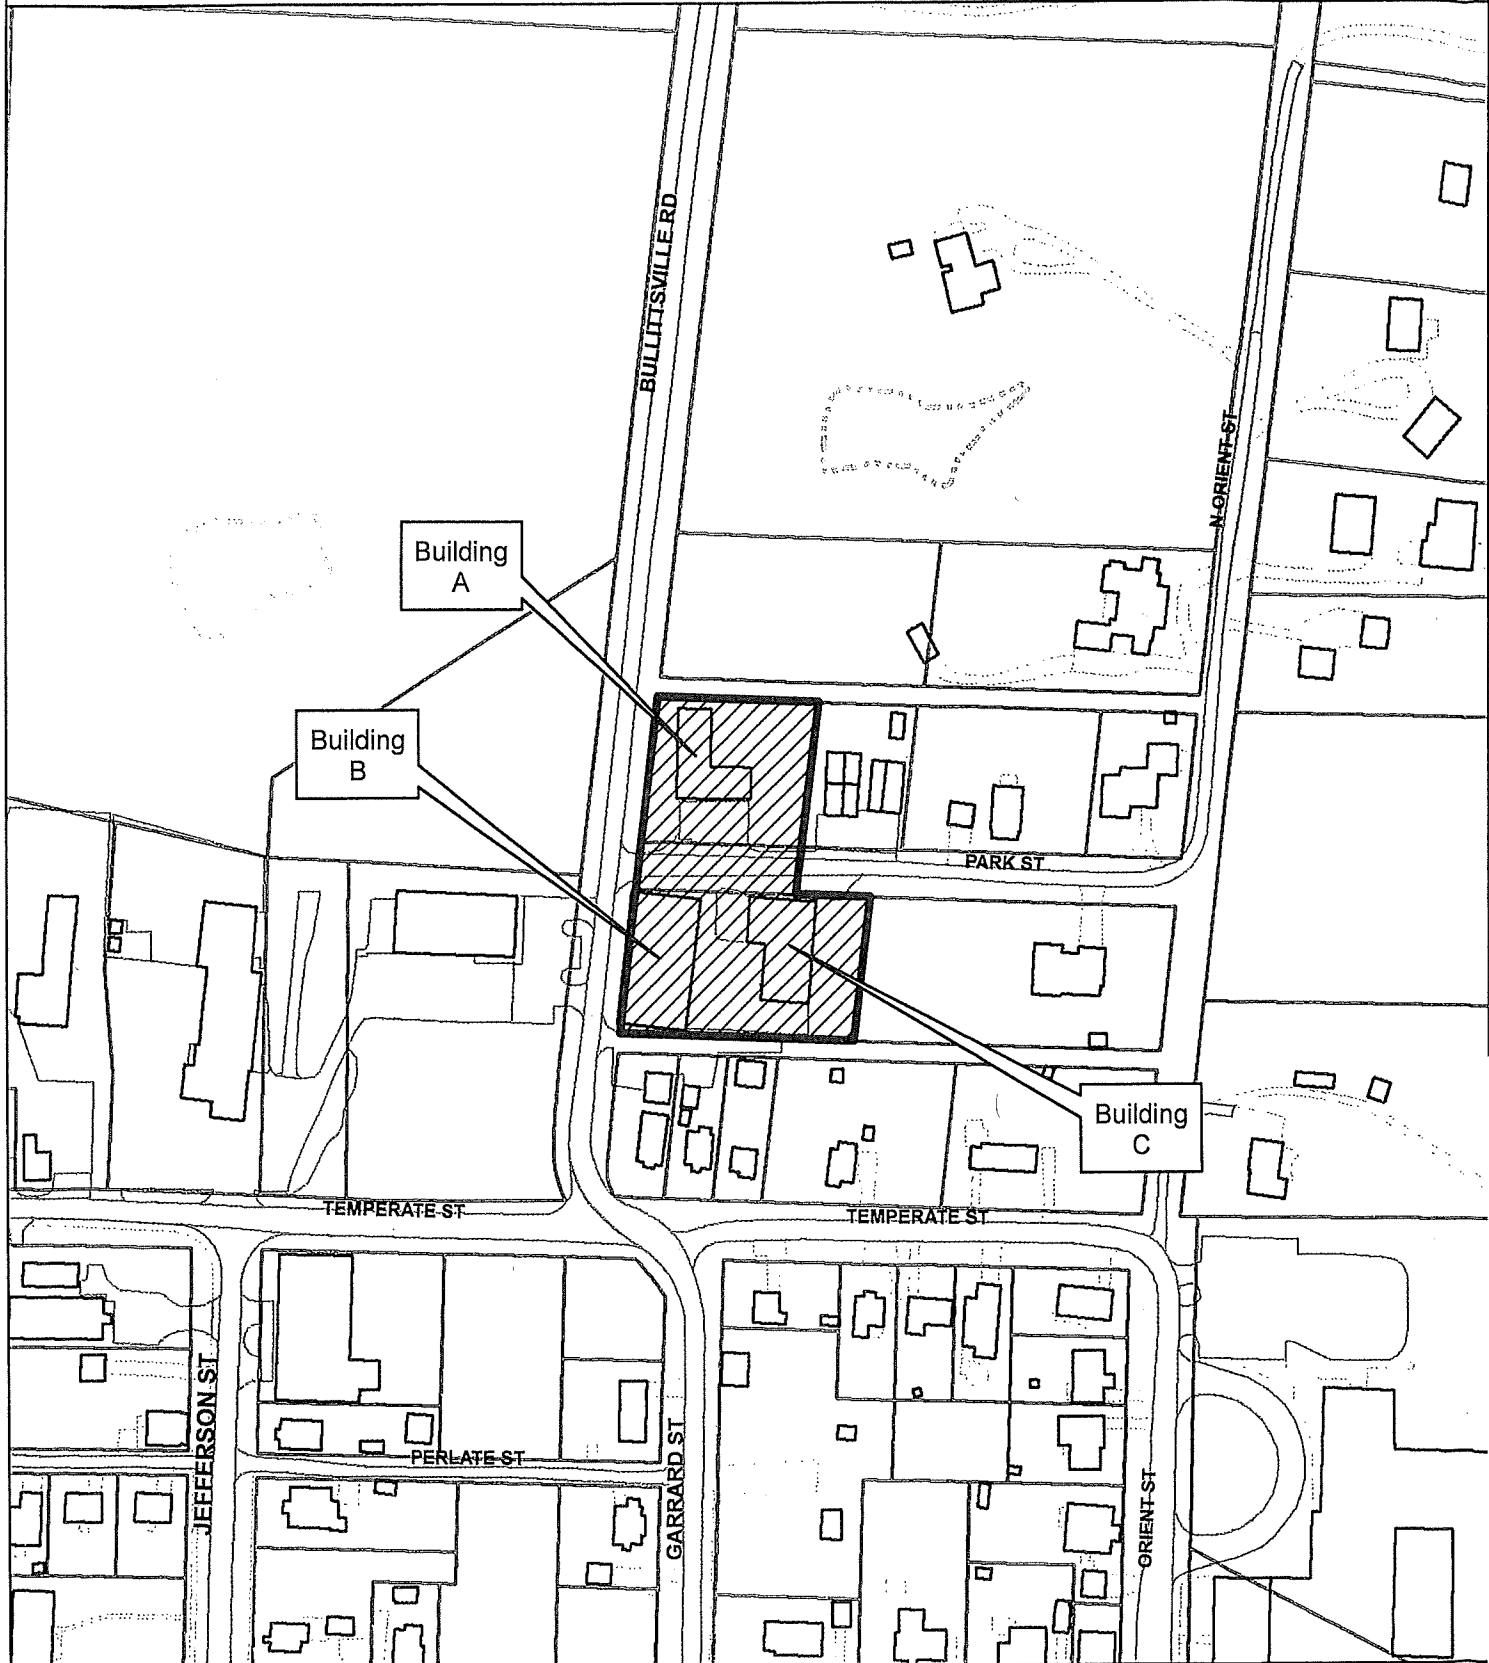 BULLITTSVILLE RD
N ORIENT ST
Building
A
Building
B
PARK ST
Building
C
TEMPERATE ST
TEMPERATE ST
JEFFERSON ST
PERLATE ST
GARRARD ST
ORIENT ST